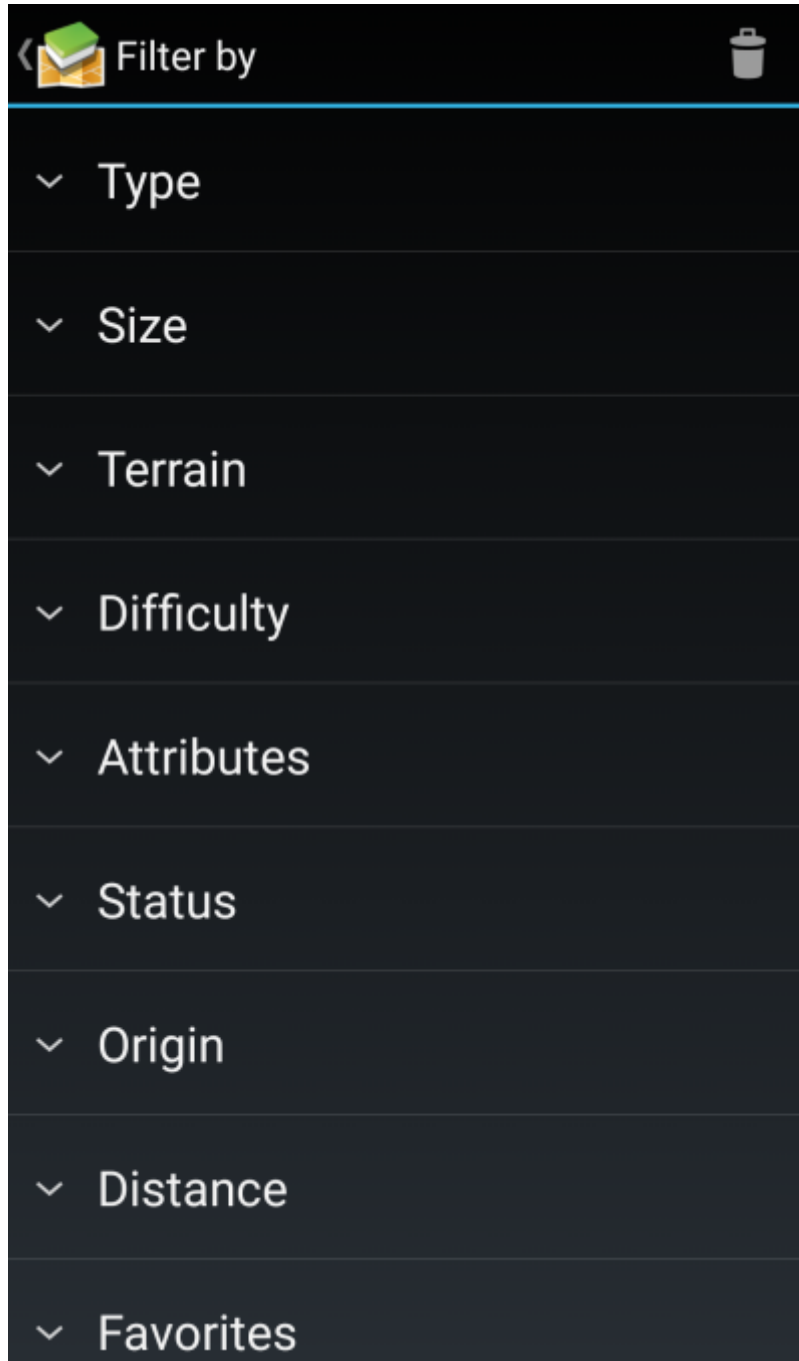 Filter by
Type
Size
Terrain
Difficulty
Attributes
Status
Origin
Distance
Favorites